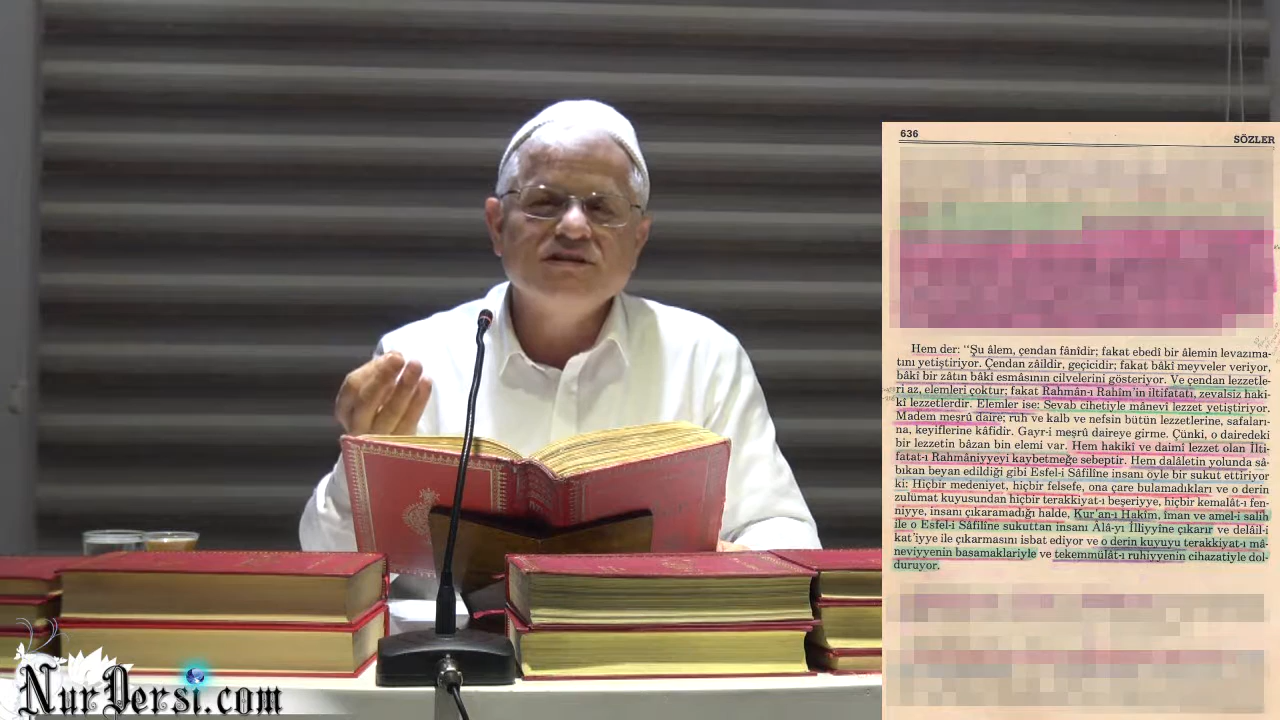 636
SÖZLER
Hem der: "Şu âlem, çendan fânîdir; fakat ebedî bir âlemin levazıma-
tını yetiştiriyor. Çendan zâildir, geçicidir; fakat bâkî meyveler veriyor,
bâkî bir zâtın bâkî esmâsının cilvelerini gösteriyor. Ve çendan lezzetle-
ri az, elemleri çoktur; fakat Rahmân-ı Rahîm'in iltifatatı, zevalsiz haki-
kî lezzetlerdir. Elemler ise: Sevab cihetiyle mânevî lezzet yetiştiriyor.
Madem meşrû daire; ruh ve kalb ve nefsin bütün lezzetlerine, safaları-
na, keyiflerine kâfidir. Gayr-i meşrû daireye girme. Çünki, o dairedeki
bir lezzetin bâzan bin elemi var. Hem hakikî ve daimî lezzet olan İlti-
fatat-ı Rahmâniyyeyi kaybetmeğe sebeptir. Hem dalâletin yolunda sâ-
bıkan beyan edildiği gibi Esfel-i Sâfilîne insanı öyle bir sukut ettiriyor
ki: Hiçbir medeniyet, hiçbir felsefe, ona çare bulamadıkları ve o derin
zulümat kuyusundan hiçbir terakkiyat-ı beşeriyye, hiçbir kemalât-ı fen-
niyye, insanı çıkaramadığı halde, Kur'an-ı Hakîm, iman ve amel-i salih
ile o Esfel-i Sâfilîne sukuttan insanı Âlâ-yı İlliyyîne çıkarır ve delâil-i
kat'iyye ile çıkarmasını isbat ediyor ve o derin kuyuyu terakkiyat-ı mâ-
neviyyenin basamaklariyle ve tekemmülât-ı ruhiyyenin cihazatiyle dol-
duruyor.
NurDersi.com